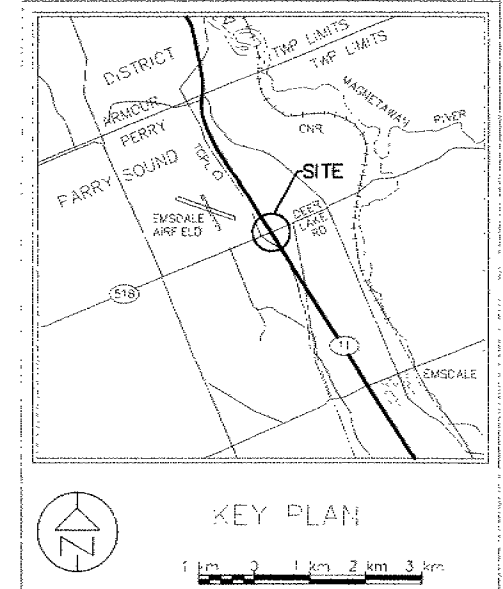 TWP LIMITS
TWP LIMITS
DISTRICT
MAGNETAWAN
RIVER
ARMOUR
PERRY
CNR
PARRY SOUND
TCPL
SITE
EMSDALE
AIRFIELD
DEER
LAKE
RD
518
11
EMSDALE
N
KEY PLAN
1 km 0 1 km 2 km 3 km